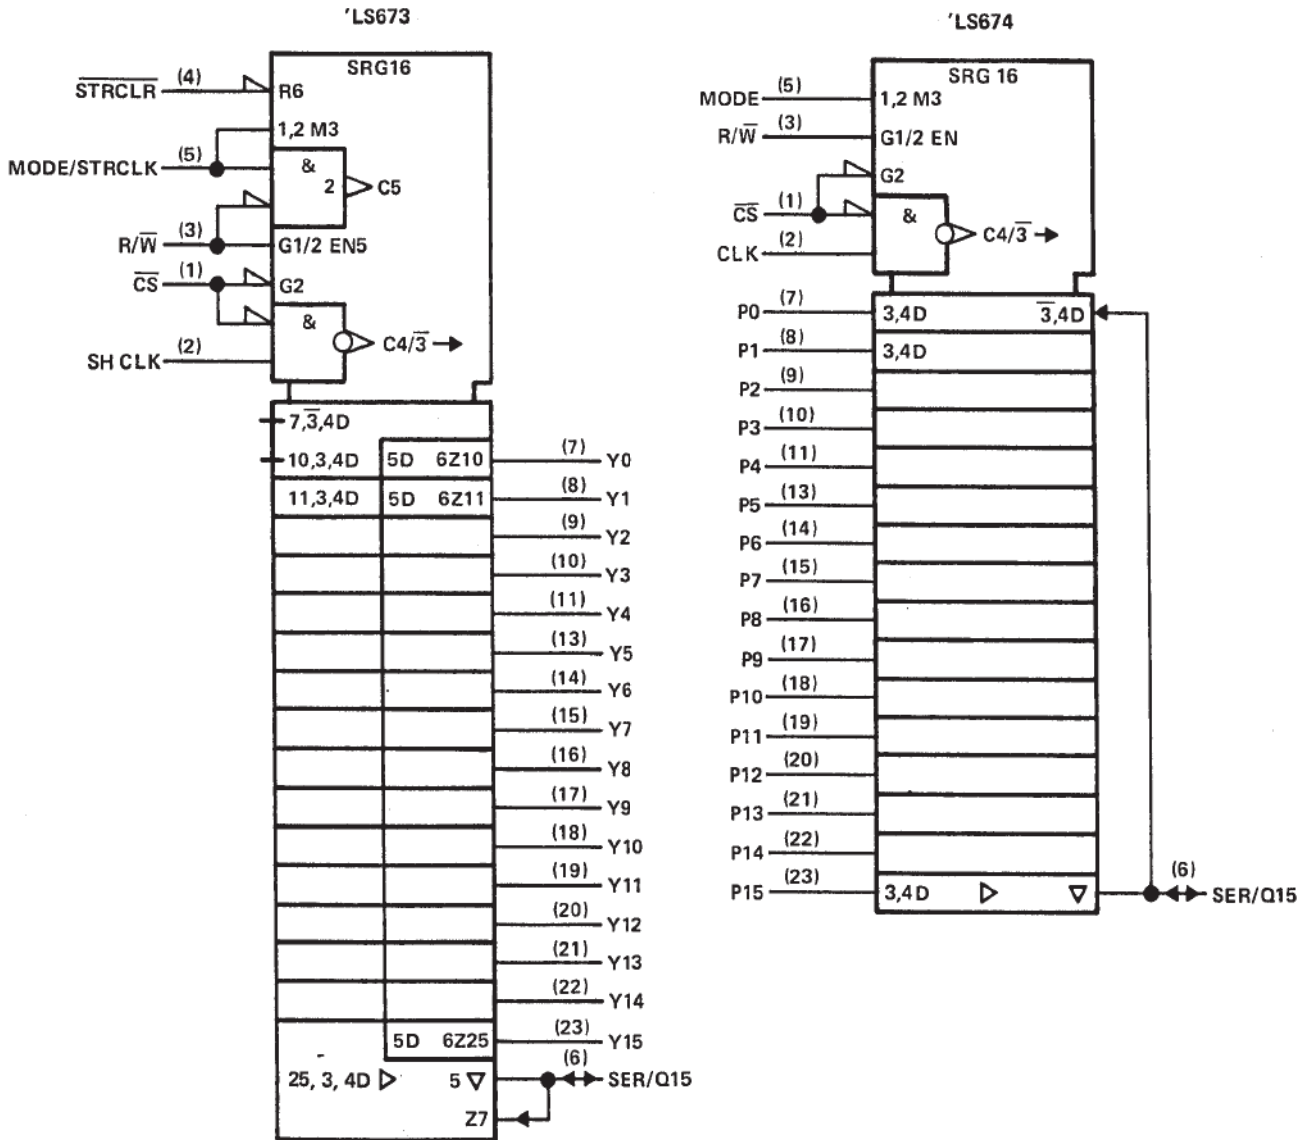 'LS673
SRG16
STRCLR (4) R6
1,2 M3
MODE/STRCLK (5) & 2 C5
R/W̅ (3) G1/2 EN5
C̅S̅ (1) G2
& C4/3̅
SH CLK (2)
7,3̅,4D
10,3,4D 5D 6Z10 (7) Y0
11,3,4D 5D 6Z11 (8) Y1
(9) Y2
(10) Y3
(11) Y4
(13) Y5
(14) Y6
(15) Y7
(16) Y8
(17) Y9
(18) Y10
(19) Y11
(20) Y12
(21) Y13
(22) Y14
5D 6Z25 (23) Y15
25, 3, 4D 5 (6) SER/Q15
Z7
'LS674
SRG 16
MODE (5) 1,2 M3
R/W̅ (3) G1/2 EN
G2
C̅S̅ (1) & C4/3̅
CLK (2)
P0 (7) 3,4D 3̅,4D
P1 (8) 3,4D
P2 (9)
P3 (10)
P4 (11)
P5 (13)
P6 (14)
P7 (15)
P8 (16)
P9 (17)
P10 (18)
P11 (19)
P12 (20)
P13 (21)
P14 (22)
P15 (23) 3,4D (6) SER/Q15